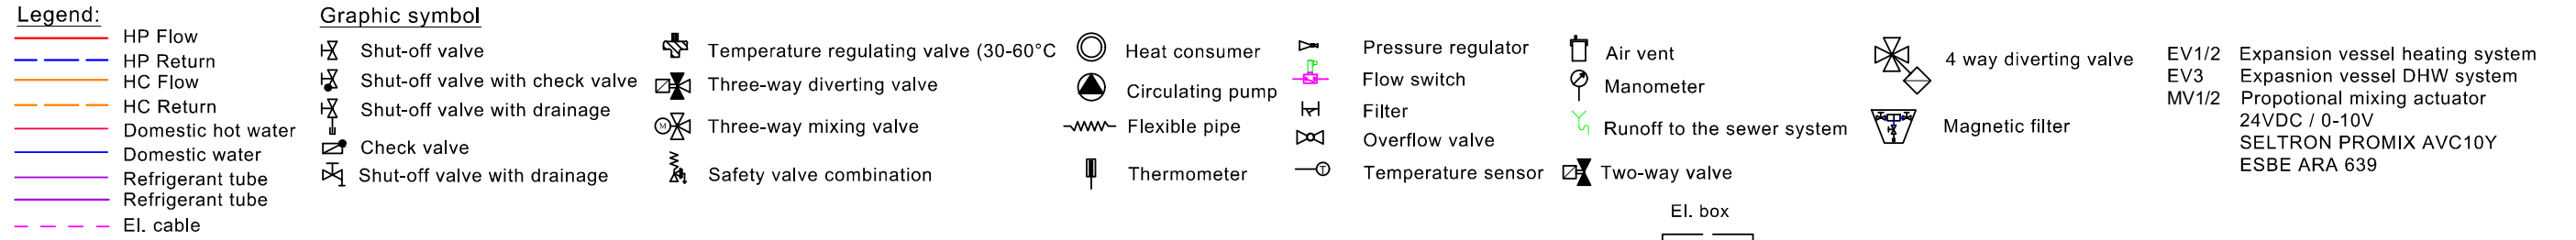 Legend:
HP Flow
HP Return
HC Flow
HC Return
Domestic hot water
Domestic water
Refrigerant tube
Refrigerant tube
El. cable
Graphic symbol
Shut-off valve
Shut-off valve with check valve
Shut-off valve with drainage
Check valve
Shut-off valve with drainage
Temperature regulating valve (30-60°C
Three-way diverting valve
M
Three-way mixing valve
Safety valve combination
Heat consumer
Circulating pump
Flexible pipe
Thermometer
Pressure regulator
Flow switch
Filter
Overflow valve
T
Temperature sensor
Air vent
Manometer
Runoff to the sewer system
Two-way valve
El. box
4 way diverting valve
Magnetic filter
EV1/2 Expansion vessel heating system
EV3 Expasnion vessel DHW system
MV1/2 Propotional mixing actuator
24VDC / 0-10V
SELTRON PROMIX AVC10Y
ESBE ARA 639